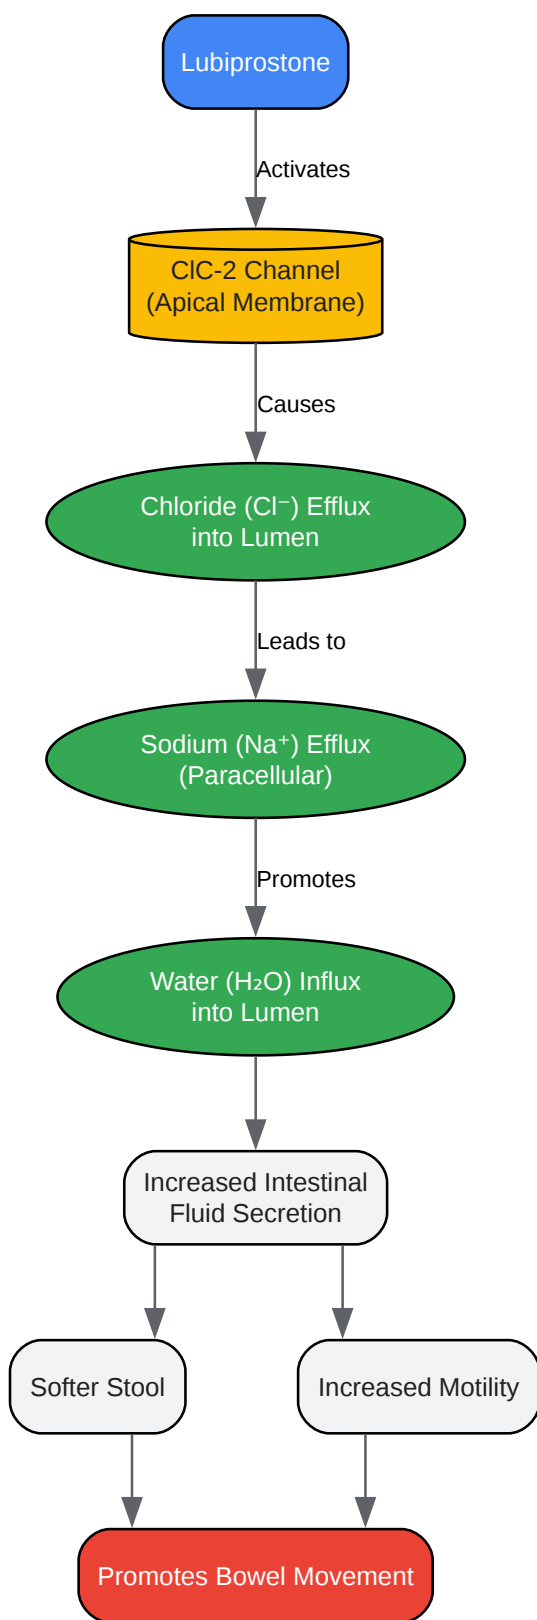 Lubiprostone
Activates
ClC-2 Channel
(Apical Membrane)
Causes
Chloride (Cl⁻) Efflux
into Lumen
Leads to
Sodium (Na⁺) Efflux
(Paracellular)
Promotes
Water (H₂O) Influx
into Lumen
Increased Intestinal
Fluid Secretion
Softer Stool
Increased Motility
Promotes Bowel Movement